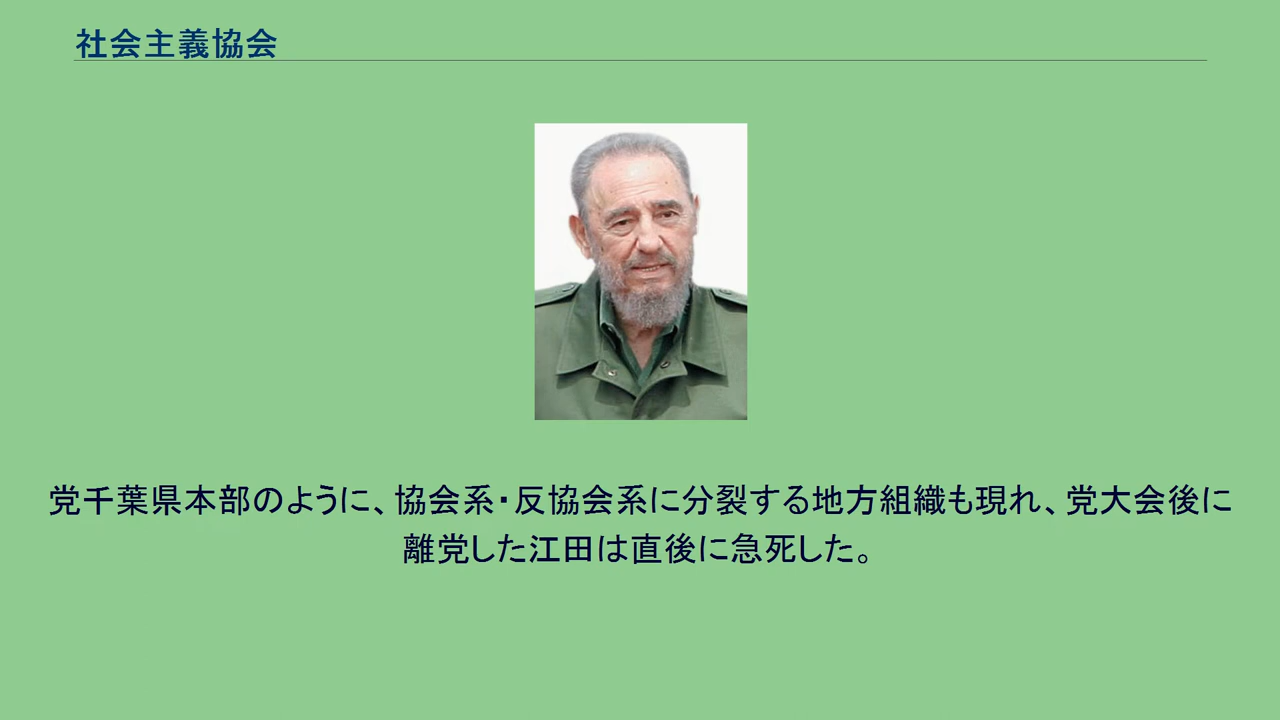 社会主義協会
党千葉県本部のように、協会系・反協会系に分裂する地方組織も現れ、党大会後に
離党した江田は直後に急死した。